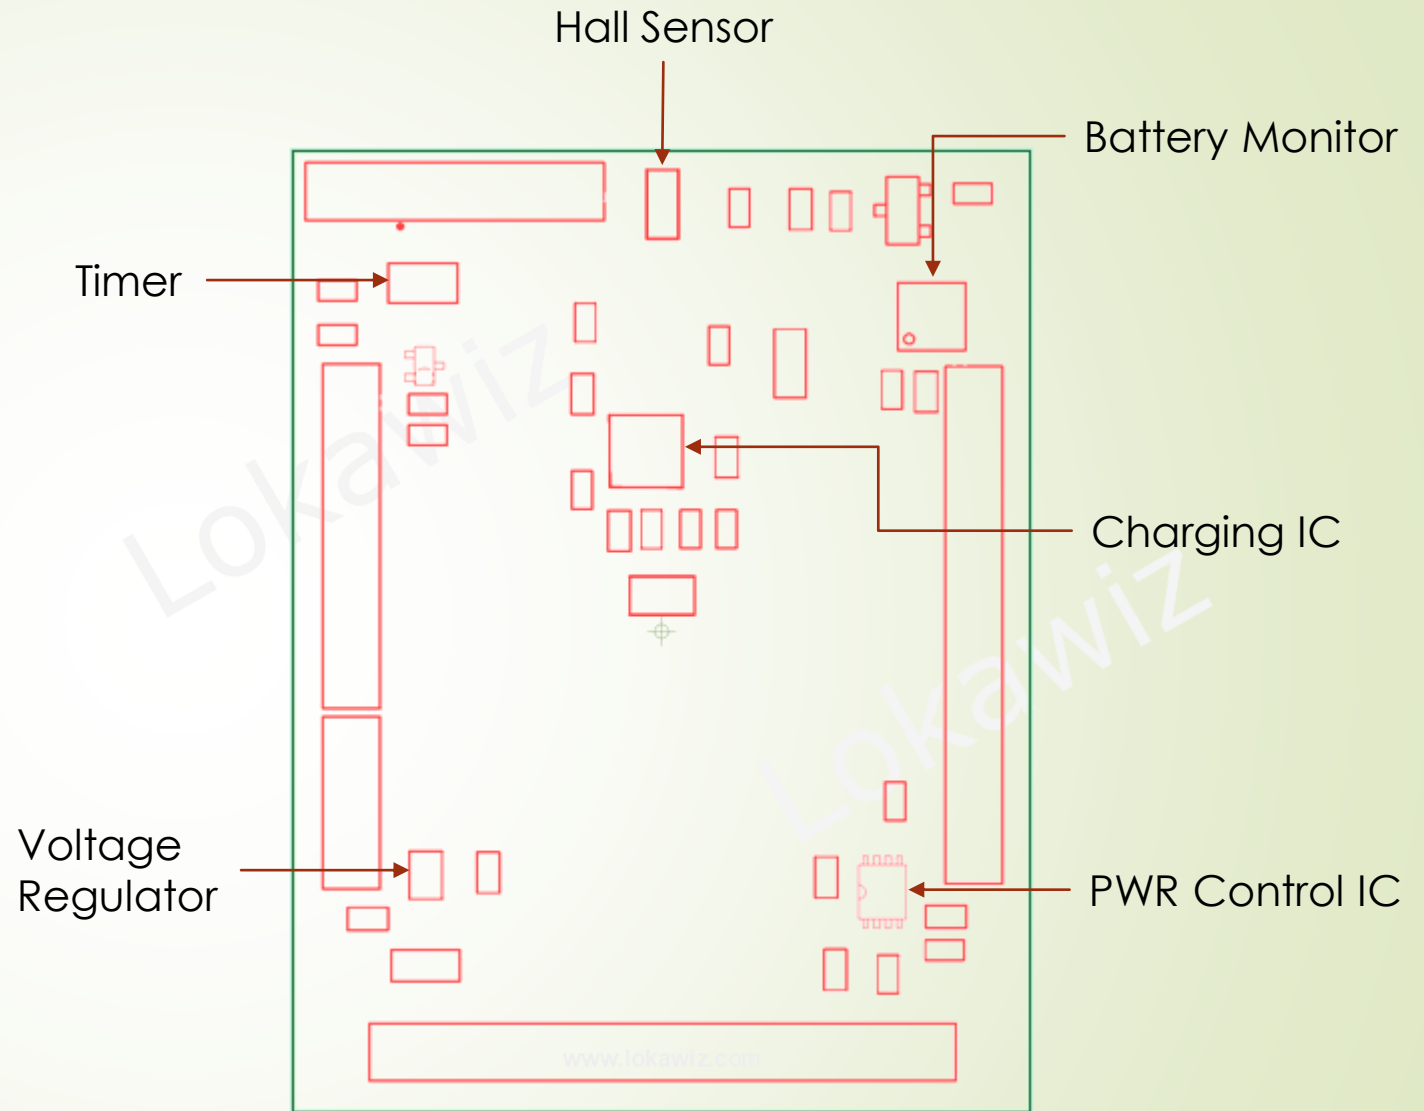 Hall Sensor
Battery Monitor
Timer
Lokawiz
Charging IC
Lokawiz
Voltage
Regulator
PWR Control IC
www.lokawiz.com